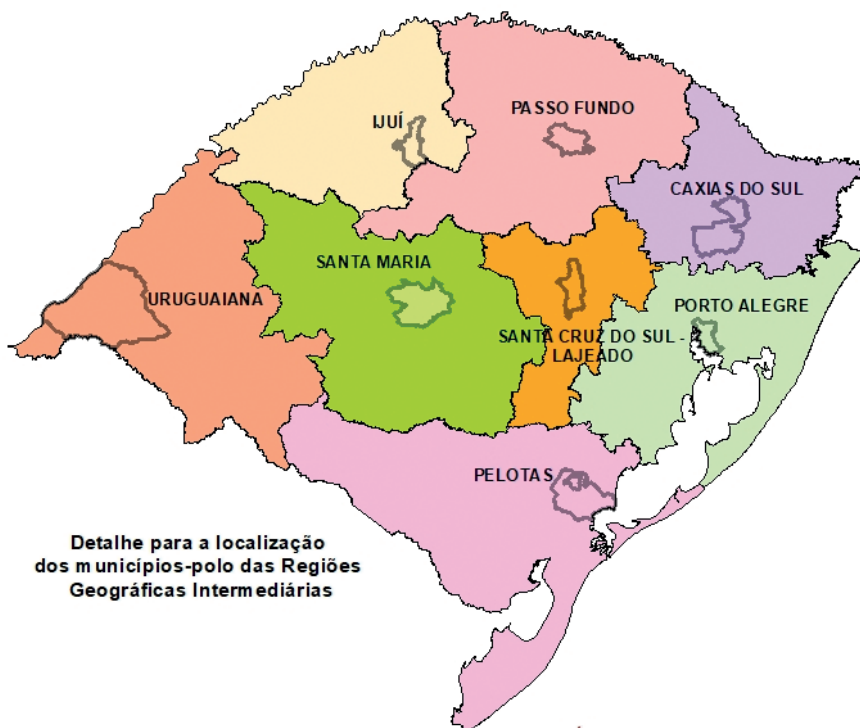 IJUÍ
PASSO FUNDO
CAXIAS DO SUL
SANTA MARIA
URUGUAIANA
PORTO ALEGRE
SANTA CRUZ DO SUL -
LAJEADO
PELOTAS
Detalhe para a localização
dos municípios-polo das Regiões
Geográficas Intermediárias